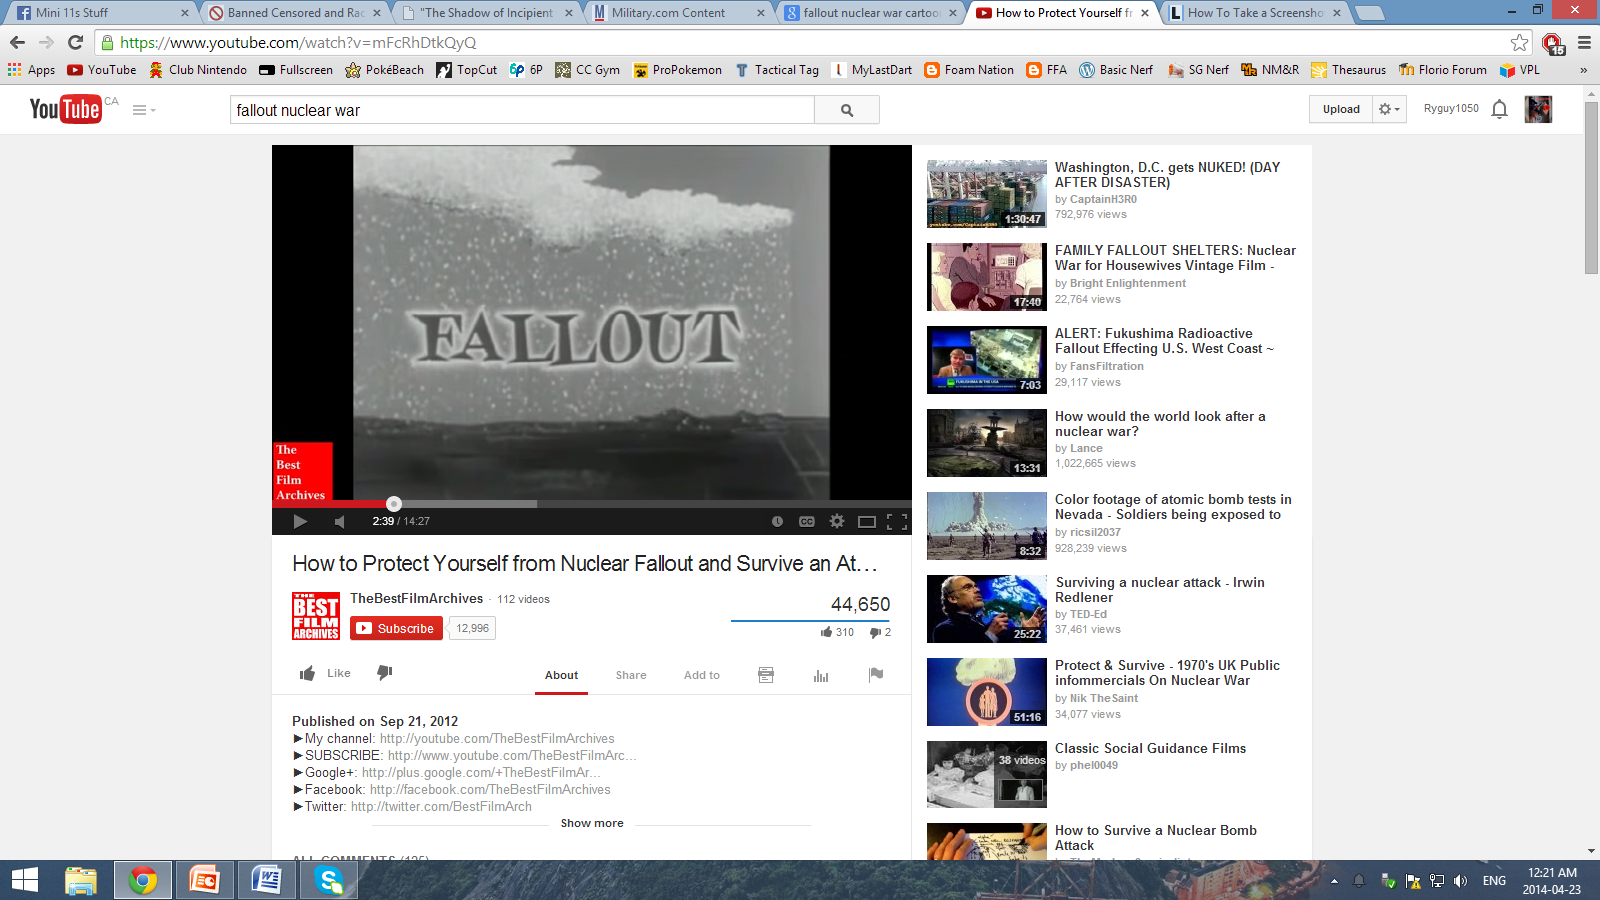 Mini 11s Stuff
Banned Censored and Rac
"The Shadow of Incipient
Military.com Content
fallout nuclear war cartoo
How to Protect Yourself fr
How To Take a Screensho
https://www.youtube.com/watch?v=mFcRhDtkQyQ
15
Apps YouTube Club Nintendo Fullscreen PokéBeach TopCut 6P CC Gym ProPokemon Tactical Tag MyLastDart Foam Nation FFA Basic Nerf SG Nerf NM&R Thesaurus Florio Forum VPL »
YouTube CA
fallout nuclear war
Upload
Ryguy1050
FALLOUT
The
Best
Film
Archives
2:39 / 14:27
CC
How to Protect Yourself from Nuclear Fallout and Survive an At...
THE BEST FILM ARCHIVES
TheBestFilmArchives · 112 videos
Subscribe 12,996
44,650
310 2
Like
About Share Add to
Published on Sep 21, 2012
►My channel: http://youtube.com/TheBestFilmArchives
►SUBSCRIBE: http://www.youtube.com/TheBestFilmArc...
►Google+: http://plus.google.com/+TheBestFilmAr...
►Facebook: http://facebook.com/TheBestFilmArchives
►Twitter: http://twitter.com/BestFilmArch
Show more
ALL COMMENTS (125)
Washington, D.C. gets NUKED! (DAY
AFTER DISASTER)
by CaptainH3R0
792,976 views
1:30:47
FAMILY FALLOUT SHELTERS: Nuclear
War for Housewives Vintage Film -
by Bright Enlightenment
22,764 views
17:40
ALERT: Fukushima Radioactive
Fallout Effecting U.S. West Coast ~
by FansFiltration
29,117 views
7:03
FUKUSHIMA IN THE USA
How would the world look after a
nuclear war?
by Lance
1,022,665 views
13:31
Color footage of atomic bomb tests in
Nevada - Soldiers being exposed to
by ricsil2037
928,239 views
8:32
Surviving a nuclear attack - Irwin
Redlener
by TED-Ed
37,461 views
25:22
Protect & Survive - 1970's UK Public
infommercials On Nuclear War
by Nik TheSaint
34,077 views
51:16
Classic Social Guidance Films
by phel0049
38 videos
How to Survive a Nuclear Bomb
Attack
ENG
12:21 AM
2014-04-23